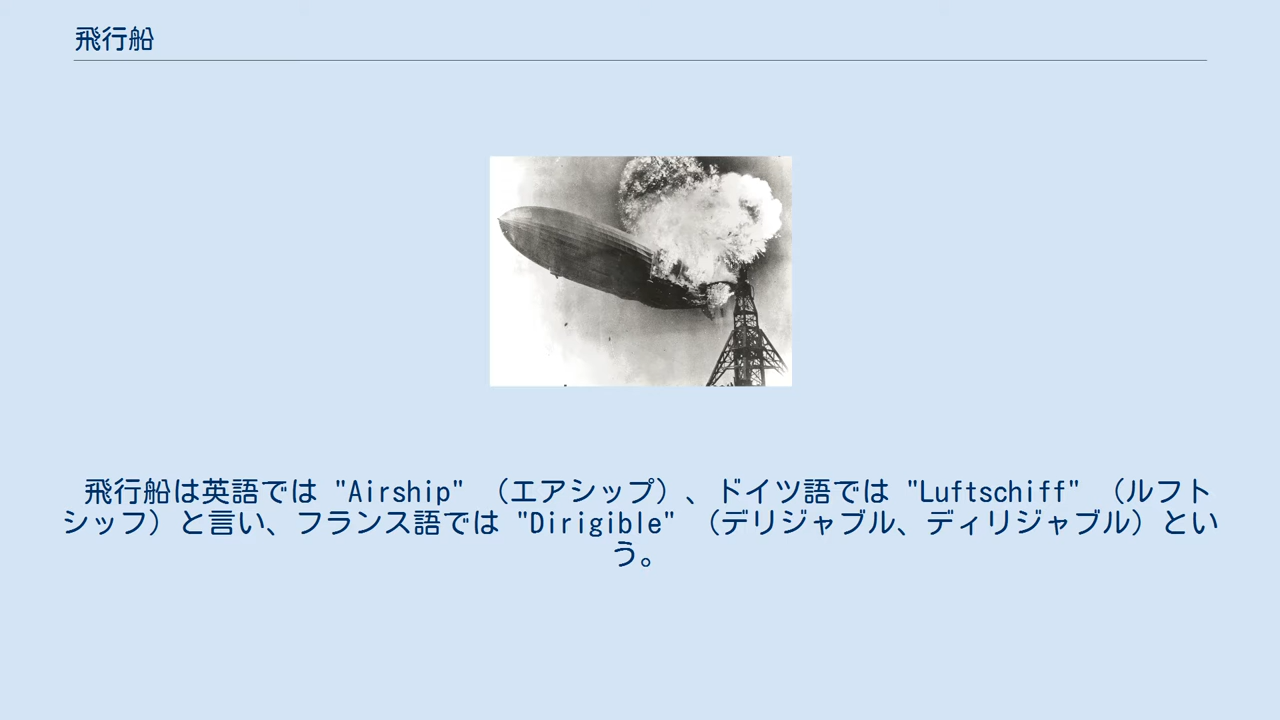 飛行船
飛行船は英語では "Airship" （エアシップ）、ドイツ語では "Luftschiff" （ルフト
シッフ）と言い、フランス語では "Dirigible" （デリジャブル、ディリジャブル）とい
う。